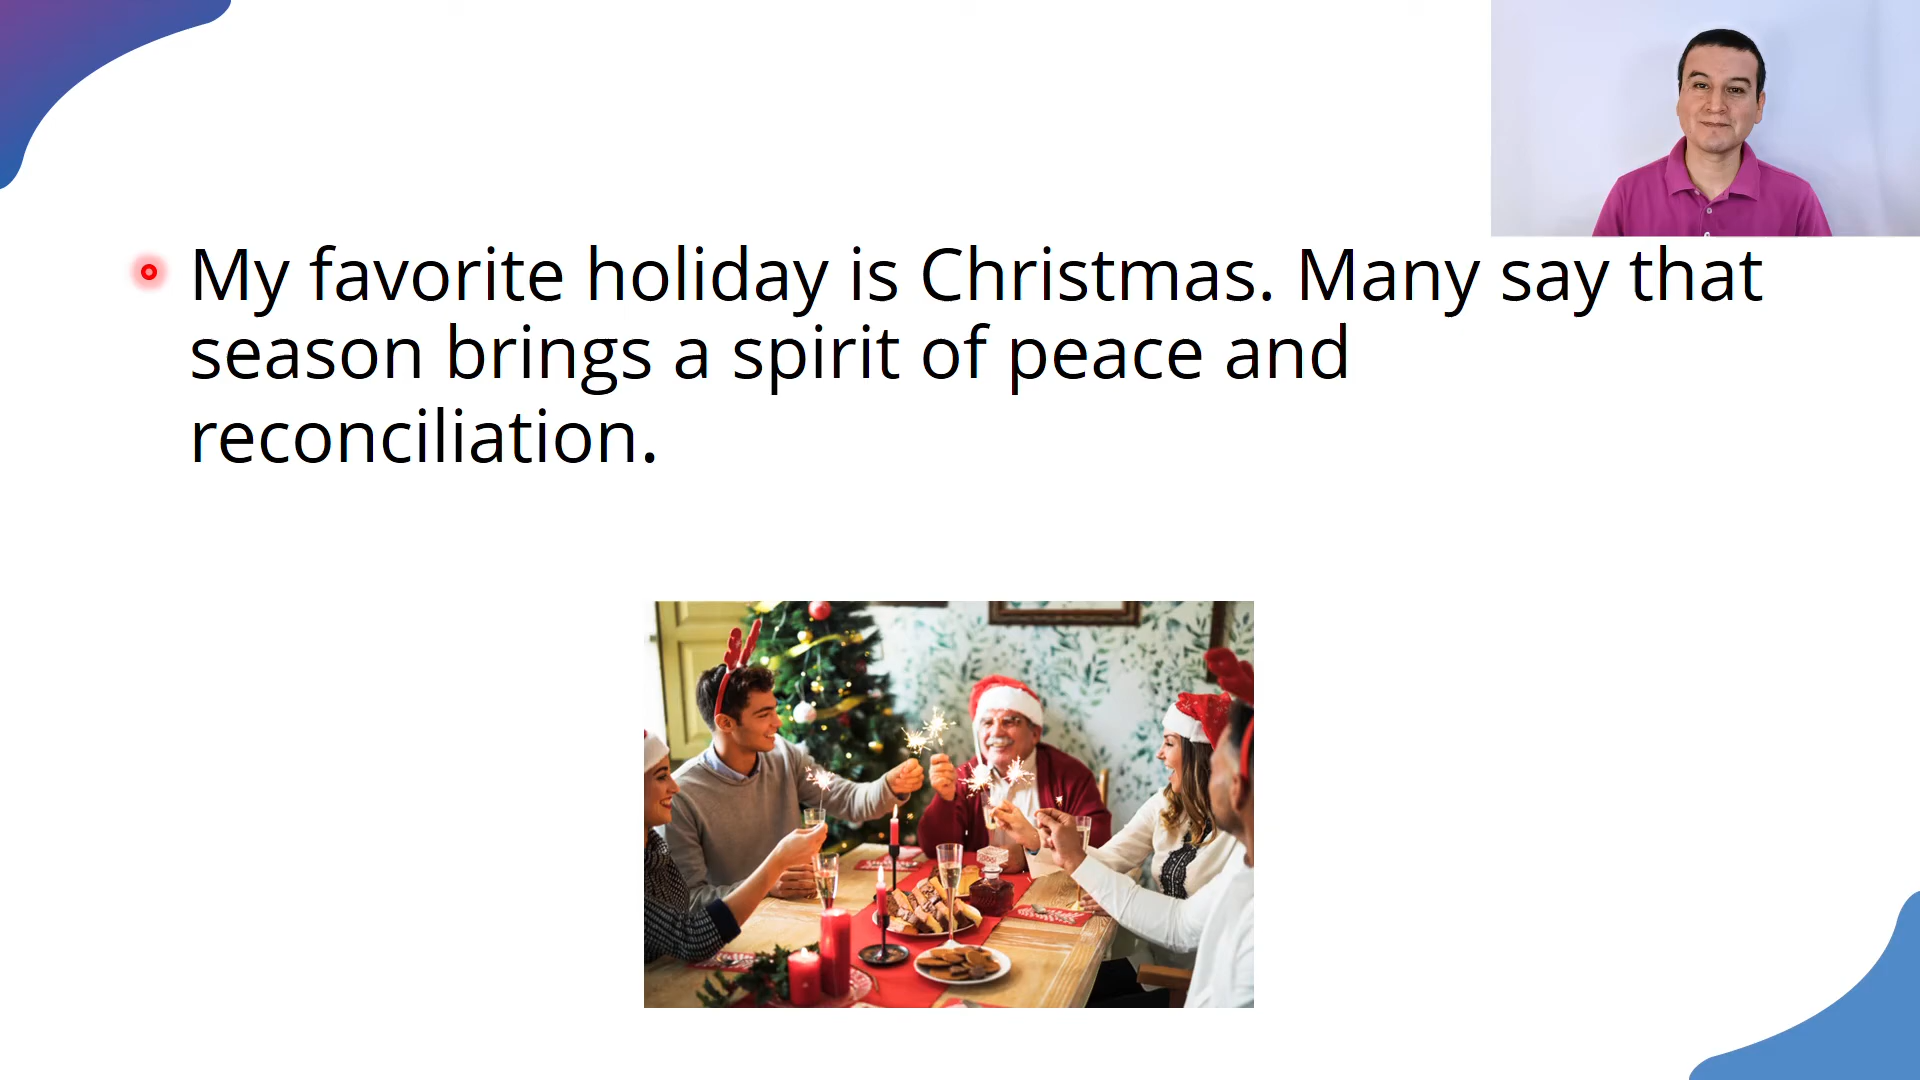 My favorite holiday is Christmas. Many say that
season brings a spirit of peace and
reconciliation.